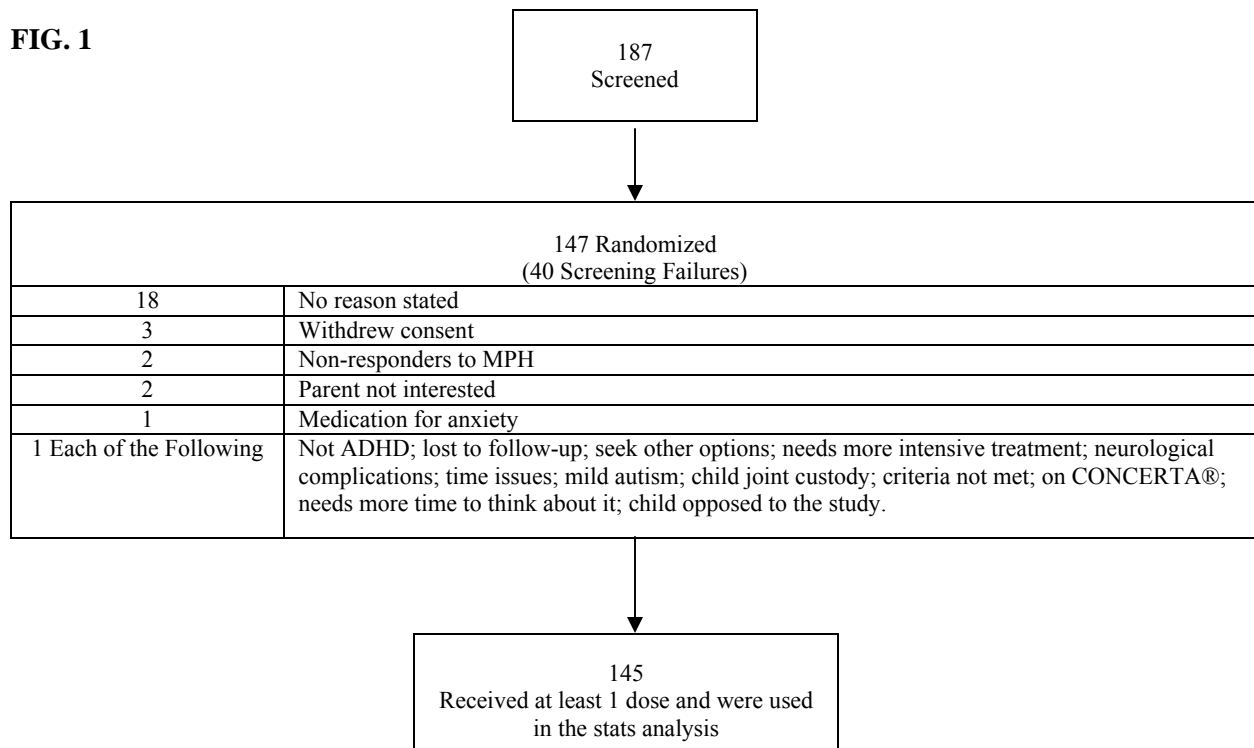 FIG. 1
187
Screened
147 Randomized
(40 Screening Failures)
18 No reason stated
3 Withdrew consent
2 Non-responders to MPH
2 Parent not interested
1 Medication for anxiety
1 Each of the Following Not ADHD; lost to follow-up; seek other options; needs more intensive treatment; neurological
complications; time issues; mild autism; child joint custody; criteria not met; on CONCERTA®;
needs more time to think about it; child opposed to the study.
145
Received at least 1 dose and were used
in the stats analysis